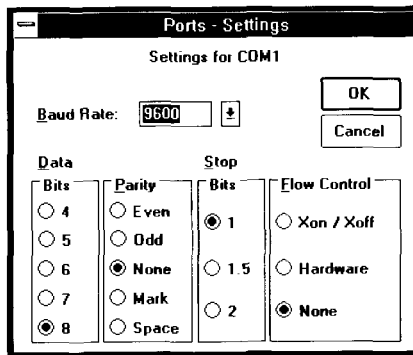 Ports - Settings
Settings for COM1
OK
Baud Rate: 9600
Cancel
Data Bits
4
5
6
7
8
Parity
Even
Odd
None
Mark
Space
Stop Bits
1
1.5
2
Flow Control
Xon / Xoff
Hardware
None